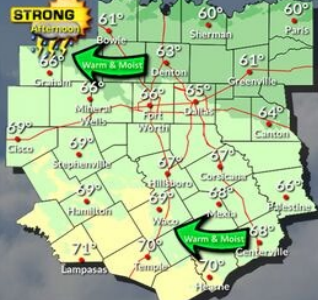 STRONG
Afternoon
61°
Bowie
60°
Sherman
60°
Paris
66°
Graham
Warm & Moist
63°
Denton
61°
Greenville
66°
Mineral
Wells
66°
Fort
Worth
65°
Dallas
64°
Canton
69°
Cisco
69°
Stephenville
67°
Hillsboro
67°
Corsicana
69°
Hamilton
69°
Waco
68°
Mexia
66°
Palestine
71°
Lampasas
70°
Temple
Warm & Moist
68°
Centerville
70°
Hearne